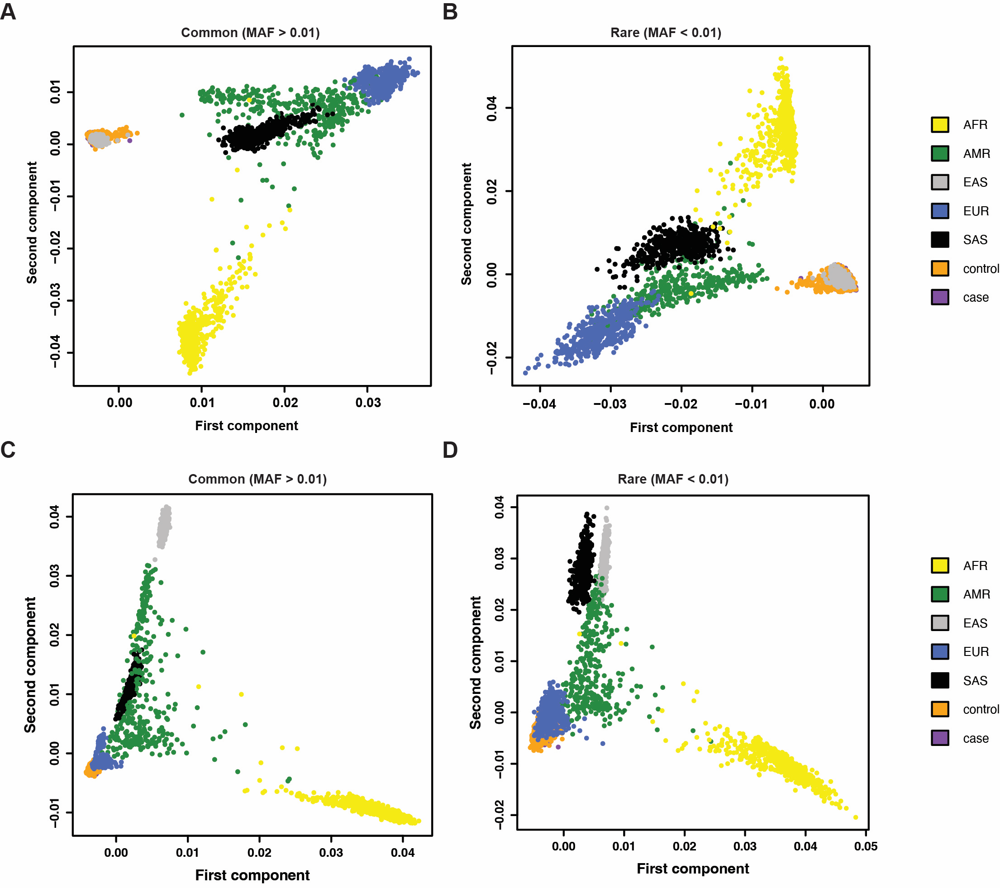 A
Common (MAF > 0.01)
Second component
0.01
0.00
−0.01
−0.02
−0.03
−0.04
0.00 0.01 0.02 0.03
First component
B
Rare (MAF < 0.01)
Second component
0.04
0.02
0.00
−0.02
−0.04 −0.03 −0.02 −0.01 0.00
First component
AFR
AMR
EAS
EUR
SAS
control
case
C
Common (MAF > 0.01)
Second component
0.04
0.03
0.02
0.01
0.00
−0.01
0.00 0.01 0.02 0.03 0.04
First component
D
Rare (MAF < 0.01)
Second component
0.04
0.03
0.02
0.01
0.00
−0.01
−0.02
0.00 0.01 0.02 0.03 0.04 0.05
First component
AFR
AMR
EAS
EUR
SAS
control
case